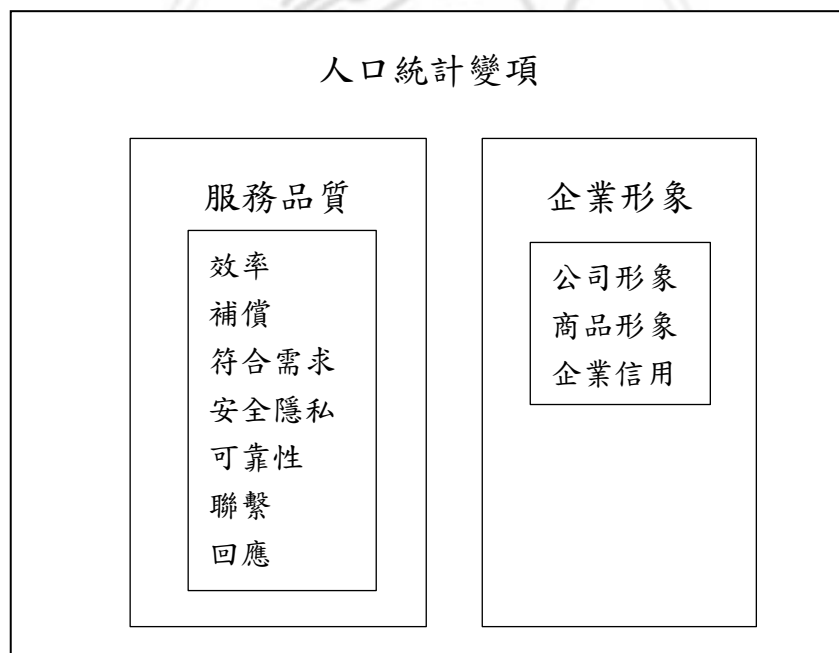 人口統計變項
服務品質
效率
補償
符合需求
安全隱私
可靠性
聯繫
回應
企業形象
公司形象
商品形象
企業信用